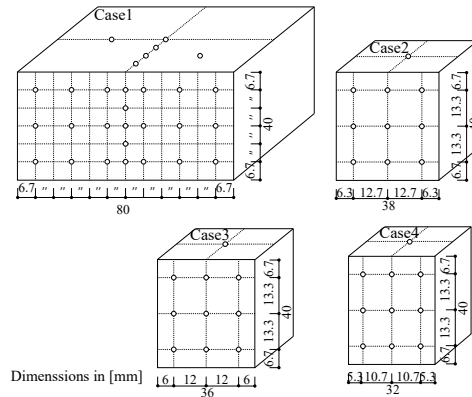 Case1
6.7
〃
〃
〃
6.7
40
6.7 〃 〃 〃 〃 〃 〃 〃 〃 〃 〃 6.7
80
Case2
6.7
13.3
13.3
6.7
6.3 12.7 12.7 6.3
38
Case3
6.7
13.3
13.3
6.7
40
6 12 12 6
36
Case4
6.7
13.3
13.3
6.7
40
5.3 10.7 10.7 5.3
32
Dimenssions in [mm]